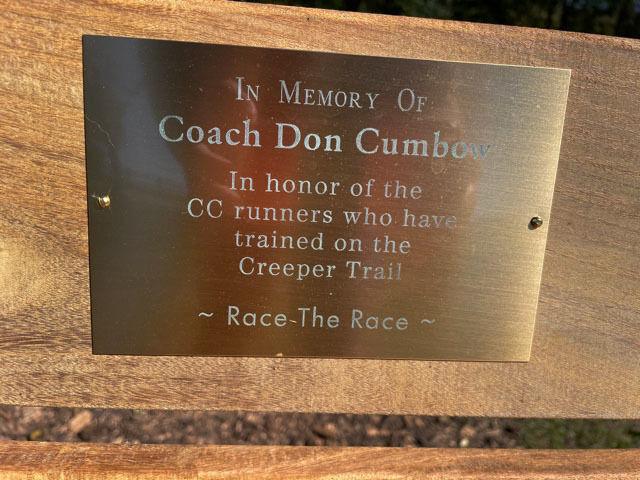 In Memory Of
Coach Don Cumbow
In honor of the
CC runners who have
trained on the
Creeper Trail
~ Race-The Race ~